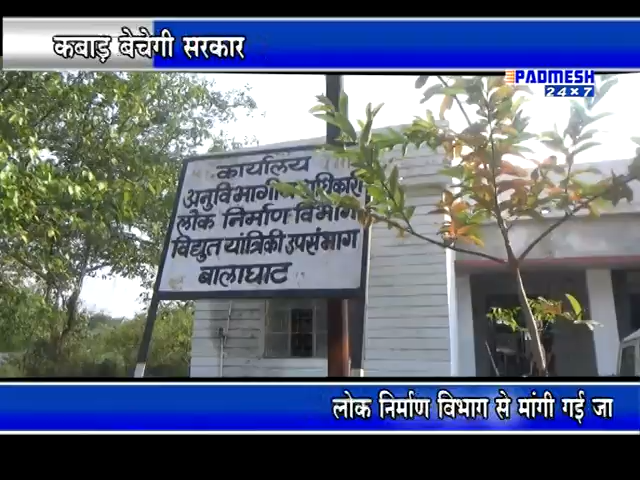 कबाड़ बेचेगी सरकार
PADMESH
24x7
कार्यालय
अनुविभागीय अधिकारी
लोक निर्माण विभाग
विद्युत यांत्रिकी उपसंभाग
बालाघाट
लोक निर्माण विभाग से मांगी गई जा